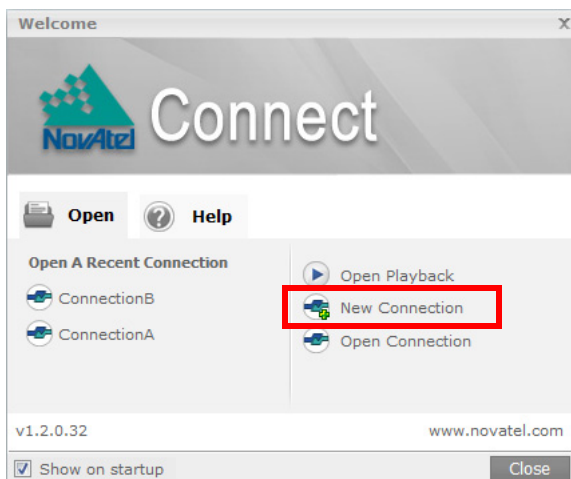 Welcome X
NovAtel Connect
Open Help
Open A Recent Connection
ConnectionB
ConnectionA
Open Playback
New Connection
Open Connection
v1.2.0.32 www.novatel.com
Show on startup Close